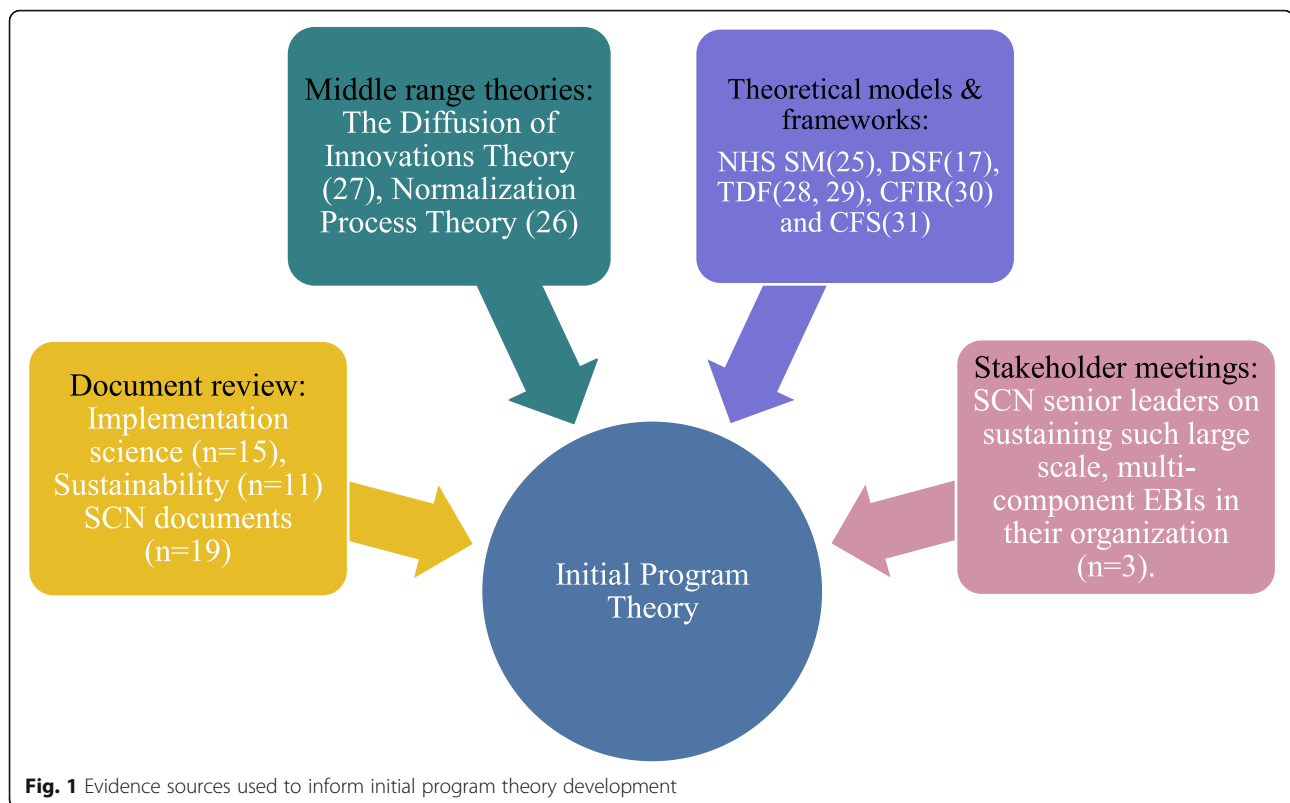 Middle range theories:
The Diffusion of
Innovations Theory
(27), Normalization
Process Theory (26)
Theoretical models &
frameworks:
NHS SM(25), DSF(17),
TDF(28, 29), CFIR(30)
and CFS(31)
Document review:
Implementation
science (n=15),
Sustainability (n=11)
SCN documents
(n=19)
Stakeholder meetings:
SCN senior leaders on
sustaining such large
scale, multi-
component EBIs in
their organization
(n=3).
Initial Program
Theory
Fig. 1 Evidence sources used to inform initial program theory development